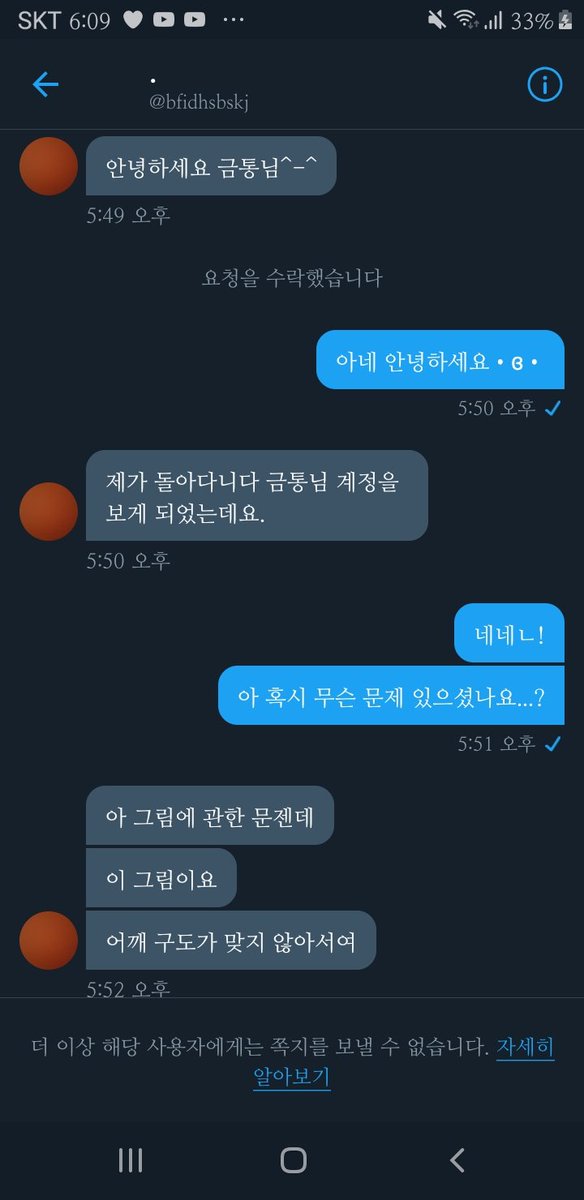 SKT 6:09 ... 33%
.
@bfidhsbskj
안녕하세요 금통님^-^
5:49 오후
요청을 수락했습니다
아네 안녕하세요 • ɞ •
5:50 오후
제가 돌아다니다 금통님 계정을
보게 되었는데요.
5:50 오후
네네ㄴ!
아 혹시 무슨 문제 있으셨나요...?
5:51 오후
아 그림에 관한 문젠데
이 그림이요
어깨 구도가 맞지 않아서여
5:52 오후
더 이상 해당 사용자에게는 쪽지를 보낼 수 없습니다. 자세히
알아보기